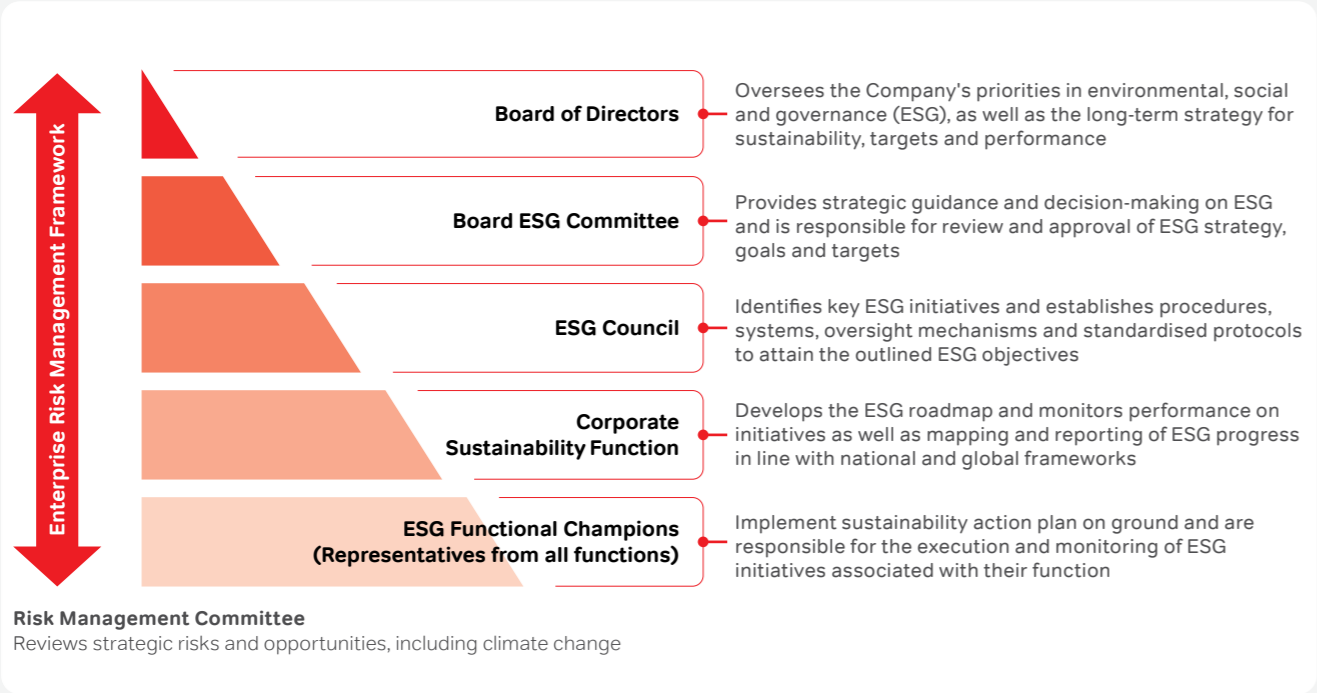 Enterprise Risk Management Framework
Board of Directors
Oversees the Company's priorities in environmental, social
and governance (ESG), as well as the long-term strategy for
sustainability, targets and performance
Board ESG Committee
Provides strategic guidance and decision-making on ESG
and is responsible for review and approval of ESG strategy,
goals and targets
ESG Council
Identifies key ESG initiatives and establishes procedures,
systems, oversight mechanisms and standardised protocols
to attain the outlined ESG objectives
Corporate
Sustainability Function
Develops the ESG roadmap and monitors performance on
initiatives as well as mapping and reporting of ESG progress
in line with national and global frameworks
ESG Functional Champions
(Representatives from all functions)
Implement sustainability action plan on ground and are
responsible for the execution and monitoring of ESG
initiatives associated with their function
Risk Management Committee
Reviews strategic risks and opportunities, including climate change